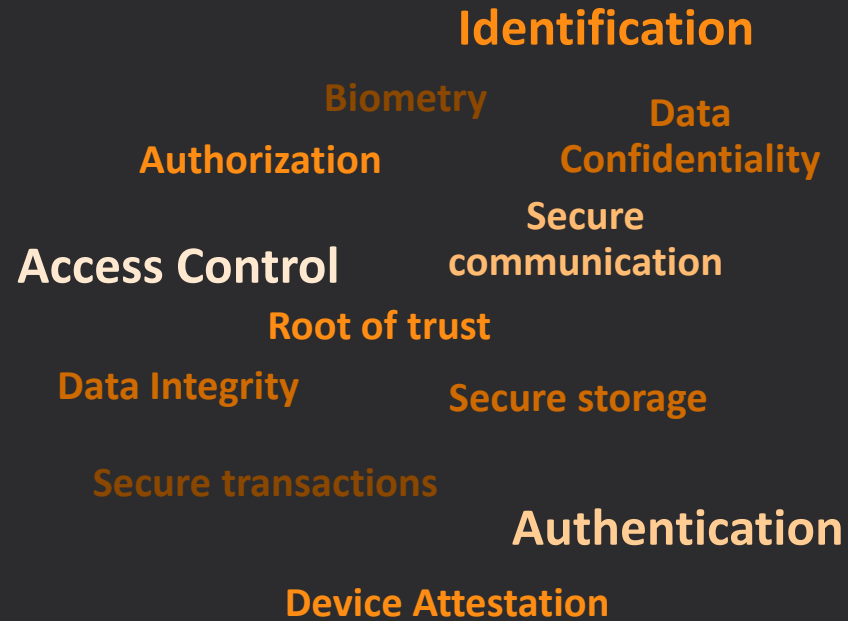 Identification
Biometry
Data
Confidentiality
Authorization
Secure
communication
Access Control
Root of trust
Data Integrity
Secure storage
Secure transactions
Authentication
Device Attestation